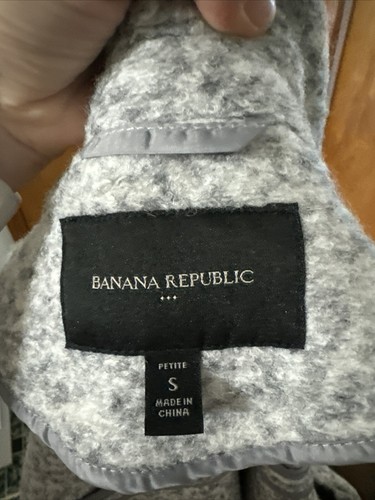 BANANA REPUBLIC
PETITE
S
MADE IN
CHINA